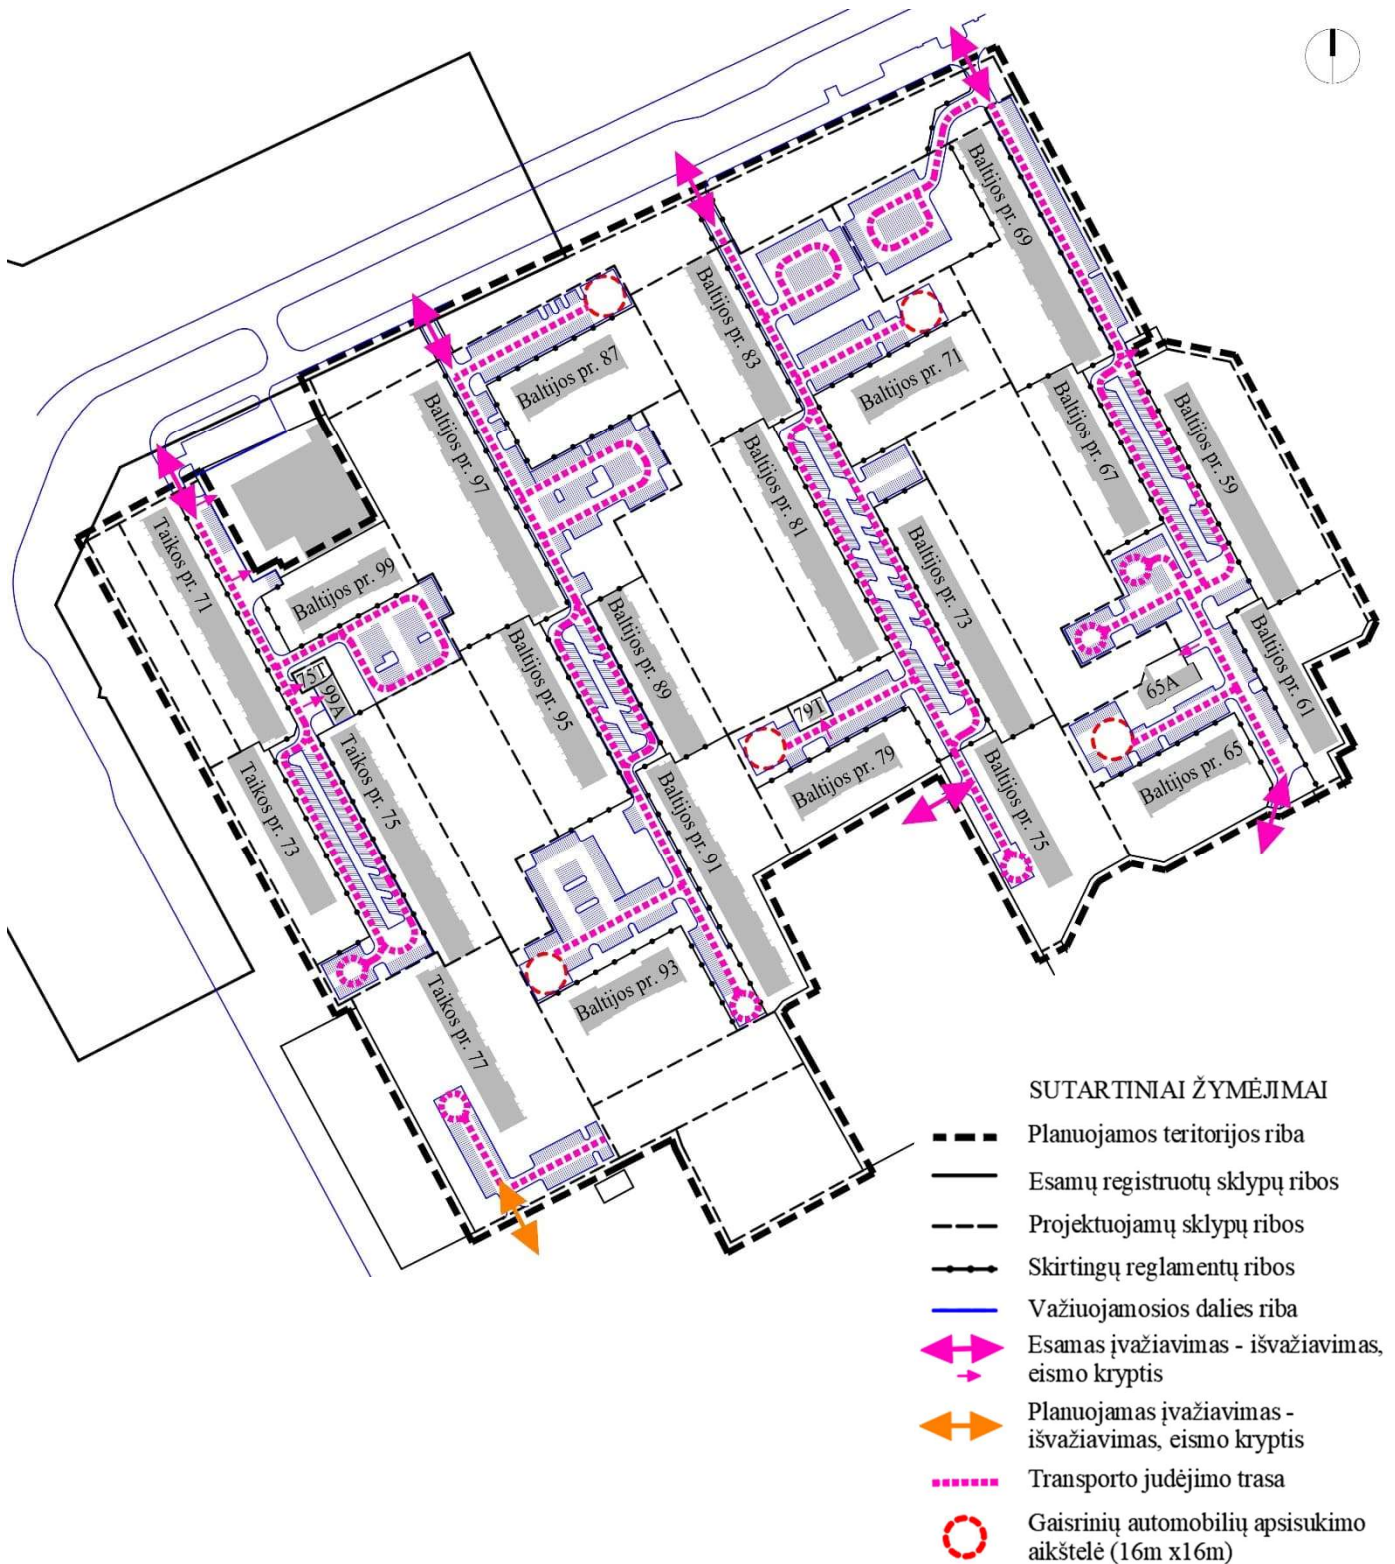 Baltijos pr. 69
Baltijos pr. 83
Baltijos pr. 87
Baltijos pr. 71
Baltijos pr. 97
Baltijos pr. 67
Baltijos pr. 59
Baltijos pr. 81
Taikos pr. 71
Baltijos pr. 99
Baltijos pr. 73
Baltijos pr. 89
Baltijos pr. 95
Baltijos pr. 61
75T
99A
65A
79T
Taikos pr. 75
Taikos pr. 73
Baltijos pr. 79
Baltijos pr. 65
Baltijos pr. 75
Baltijos pr. 91
Baltijos pr. 93
Taikos pr. 77
SUTARTINIAI ŽYMĖJIMAI
Planuojamos teritorijos riba
Esamų registruotų sklypų ribos
Projektuojamų sklypų ribos
Skirtingų reglamentų ribos
Važiuojamosios dalies riba
Esamas įvažiavimas - išvažiavimas,
eismo kryptis
Planuojamas įvažiavimas -
išvažiavimas, eismo kryptis
Transporto judėjimo trasa
Gaisrinių automobilių apsisukimo
aikštelė (16m x16m)